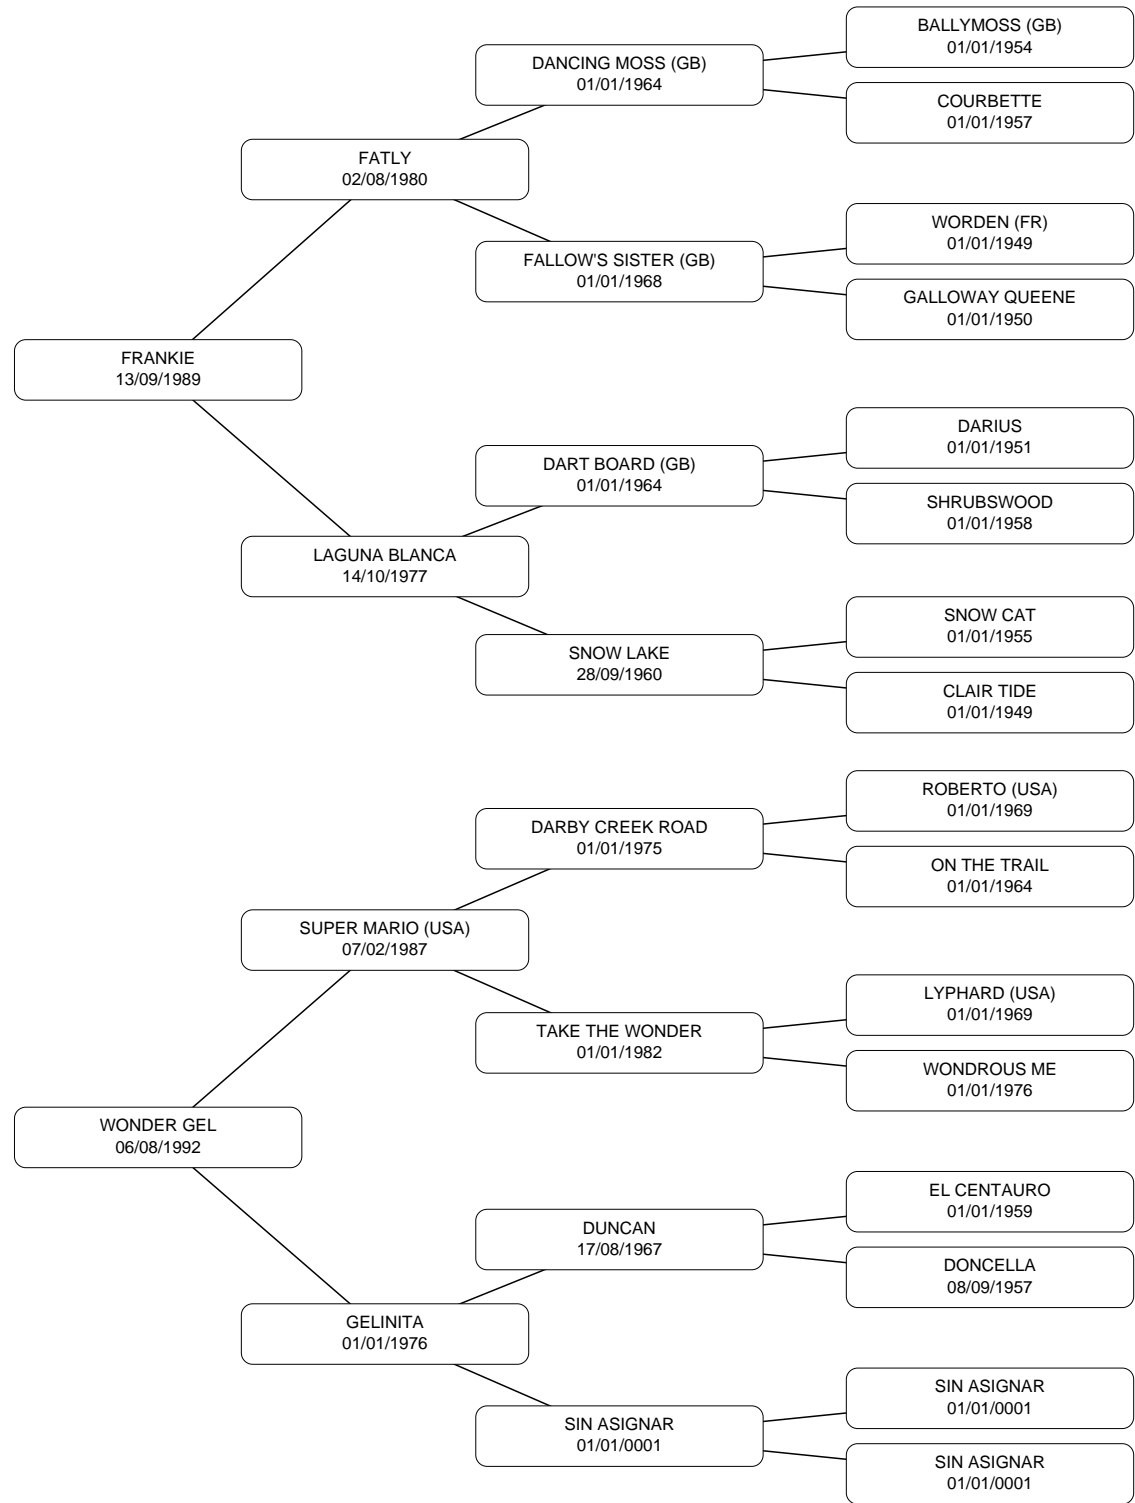 BALLYMOSS (GB)
01/01/1954
DANCING MOSS (GB)
01/01/1964
COURBETTE
01/01/1957
FATLY
02/08/1980
WORDEN (FR)
01/01/1949
FALLOW'S SISTER (GB)
01/01/1968
GALLOWAY QUEENE
01/01/1950
FRANKIE
13/09/1989
DARIUS
01/01/1951
DART BOARD (GB)
01/01/1964
SHRUBSWOOD
01/01/1958
LAGUNA BLANCA
14/10/1977
SNOW CAT
01/01/1955
SNOW LAKE
28/09/1960
CLAIR TIDE
01/01/1949
ROBERTO (USA)
01/01/1969
DARBY CREEK ROAD
01/01/1975
ON THE TRAIL
01/01/1964
SUPER MARIO (USA)
07/02/1987
LYPHARD (USA)
01/01/1969
TAKE THE WONDER
01/01/1982
WONDROUS ME
01/01/1976
WONDER GEL
06/08/1992
EL CENTAURO
01/01/1959
DUNCAN
17/08/1967
DONCELLA
08/09/1957
GELINITA
01/01/1976
SIN ASIGNAR
01/01/0001
SIN ASIGNAR
01/01/0001
SIN ASIGNAR
01/01/0001